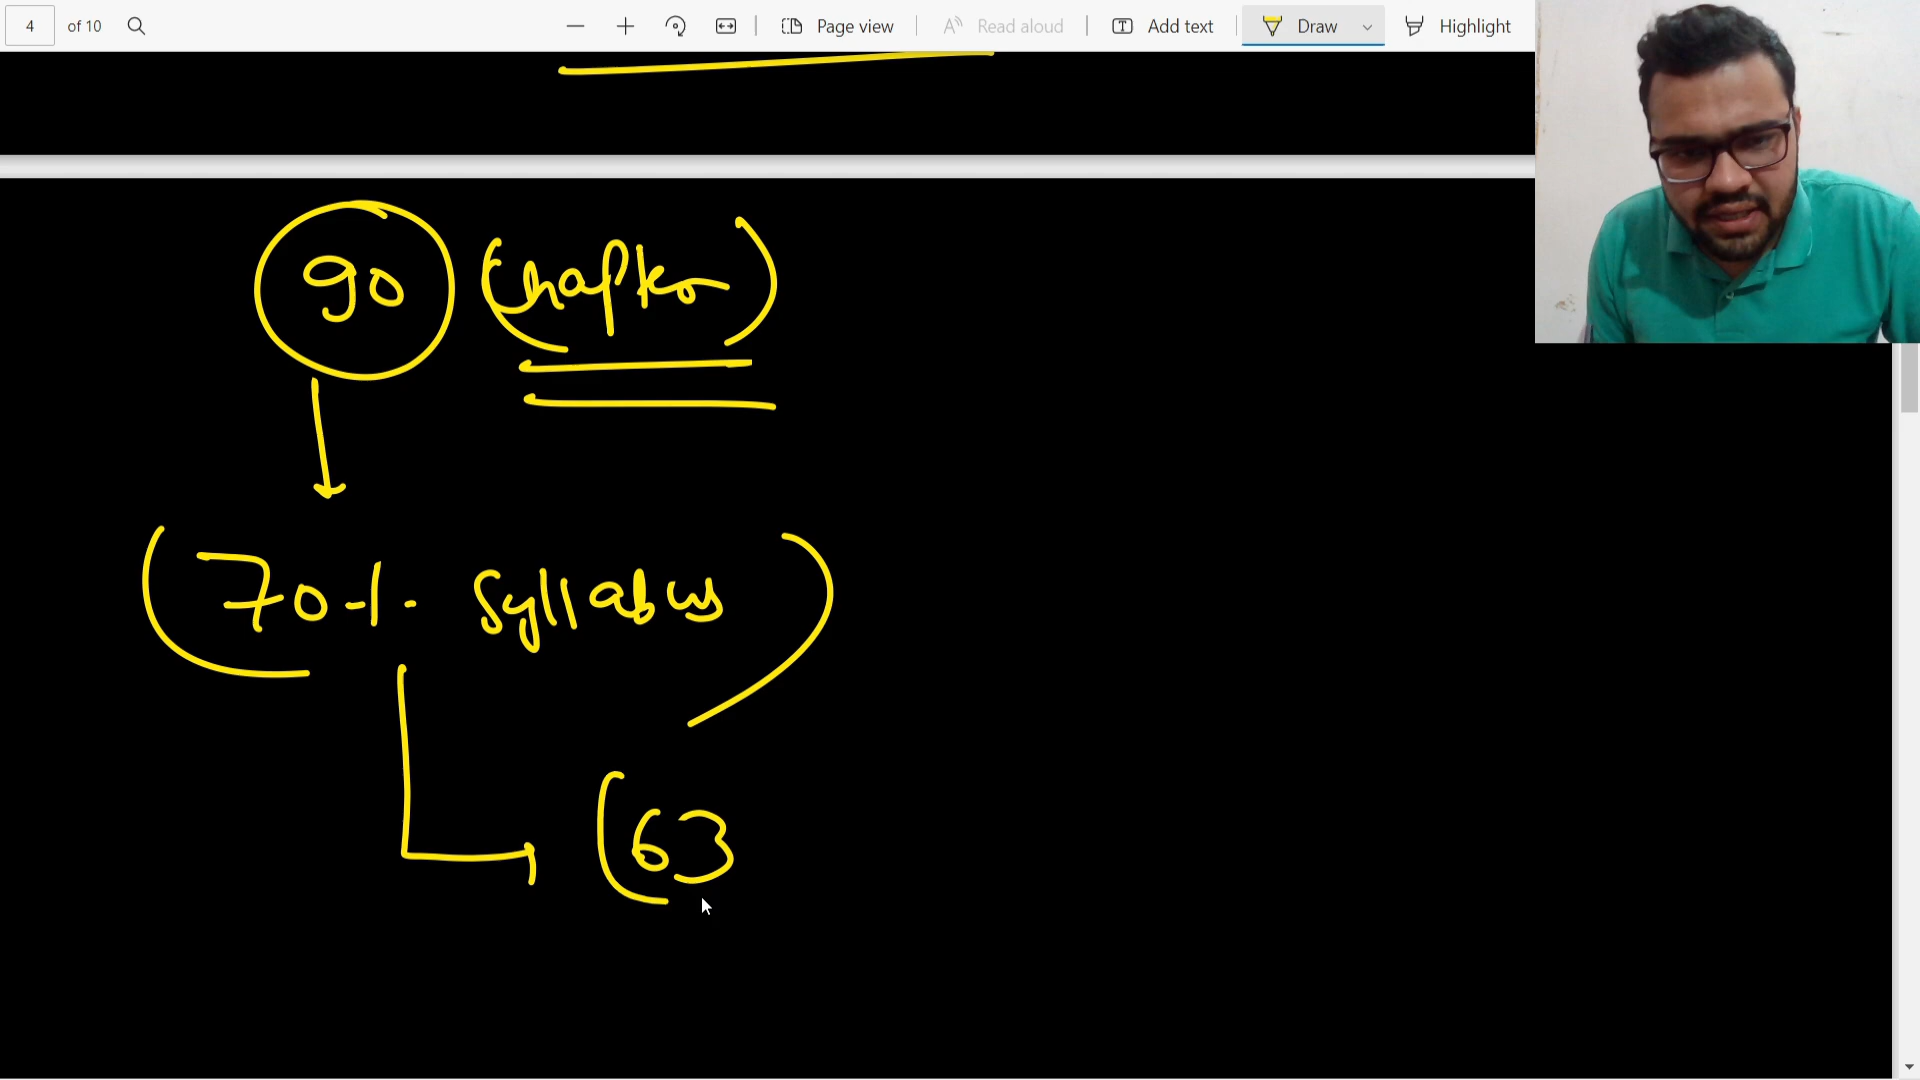 4 of 10 Page view Read aloud Add text Draw Highlight
90 (Chapter)
(70% Syllabus)
(63